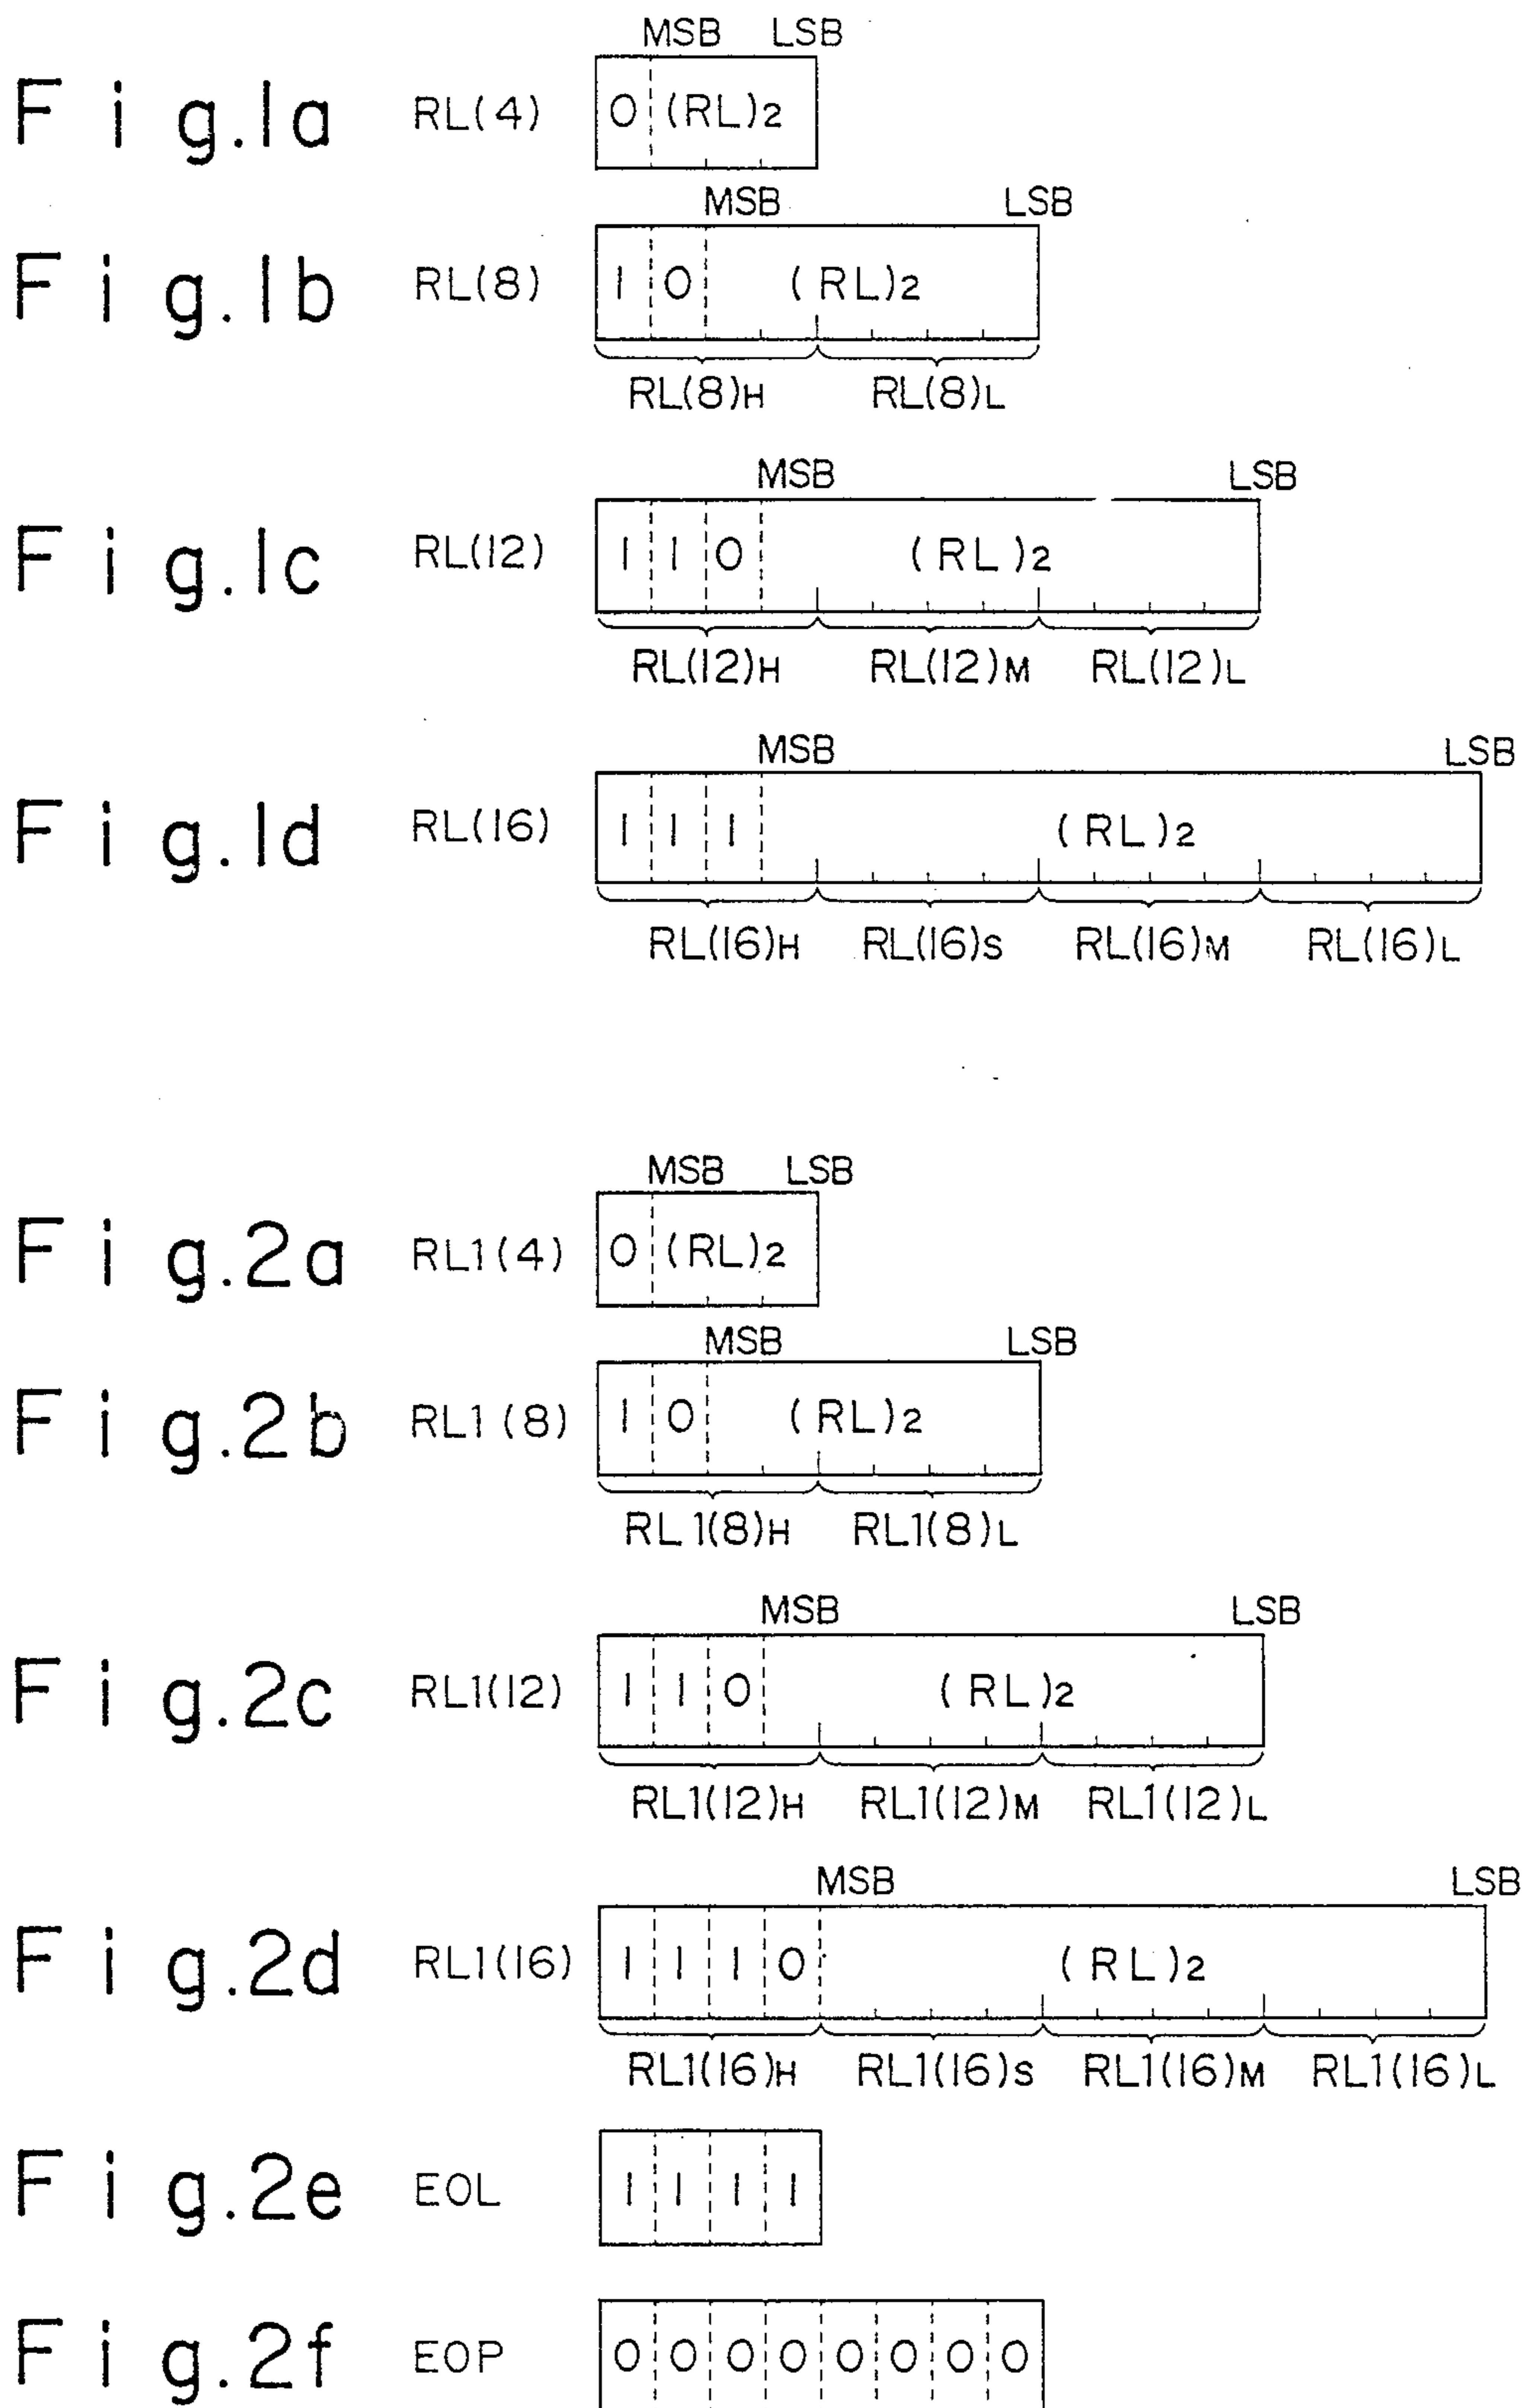 MSB LSB
Fig.1a RL(4) 0 (RL)2
MSB LSB
Fig.1b RL(8) 1 0 (RL)2
RL(8)H RL(8)L
MSB LSB
Fig.1c RL(12) 1 1 0 (RL)2
RL(12)H RL(12)M RL(12)L
MSB LSB
Fig.1d RL(16) 1 1 1 (RL)2
RL(16)H RL(16)S RL(16)M RL(16)L
MSB LSB
Fig.2a RL1(4) 0 (RL)2
MSB LSB
Fig.2b RL1(8) 1 0 (RL)2
RL1(8)H RL1(8)L
MSB LSB
Fig.2c RL1(12) 1 1 0 (RL)2
RL1(12)H RL1(12)M RL1(12)L
MSB LSB
Fig.2d RL1(16) 1 1 1 0 (RL)2
RL1(16)H RL1(16)S RL1(16)M RL1(16)L
Fig.2e EOL 1 1 1 1
Fig.2f EOP 0 0 0 0 0 0 0 0